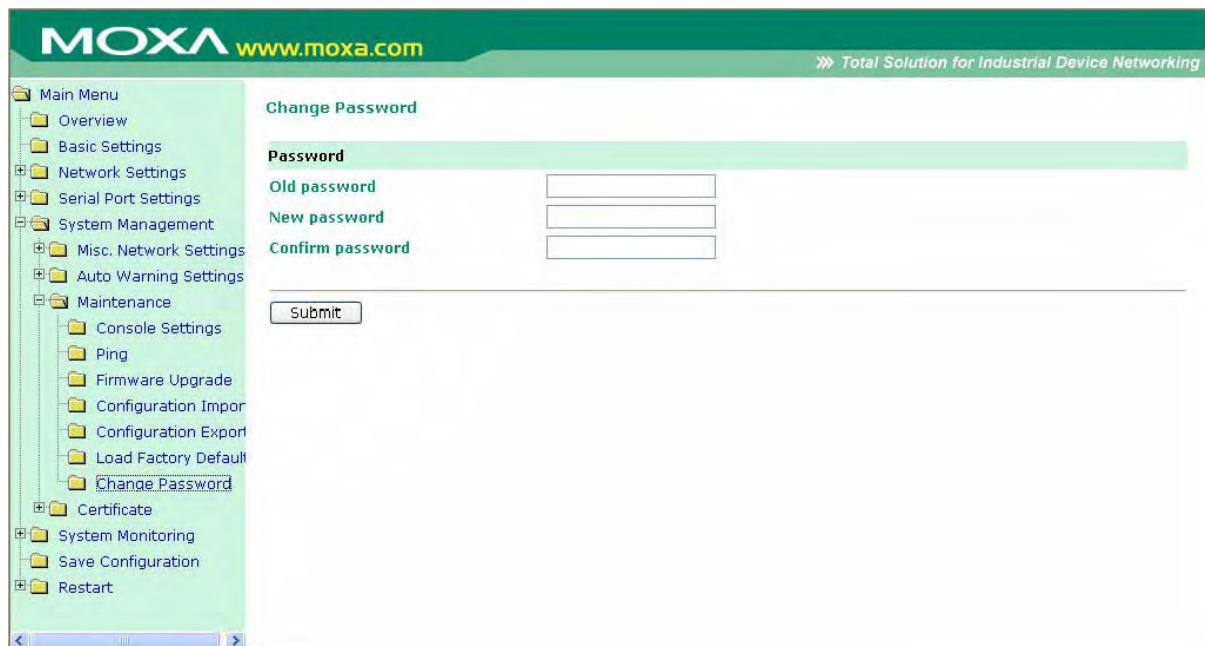 MOXA www.moxa.com
Total Solution for Industrial Device Networking
Main Menu
Overview
Basic Settings
Network Settings
Serial Port Settings
System Management
Misc. Network Settings
Auto Warning Settings
Maintenance
Console Settings
Ping
Firmware Upgrade
Configuration Impor
Configuration Export
Load Factory Default
Change Password
Certificate
System Monitoring
Save Configuration
Restart
Change Password
Password
Old password
New password
Confirm password
Submit